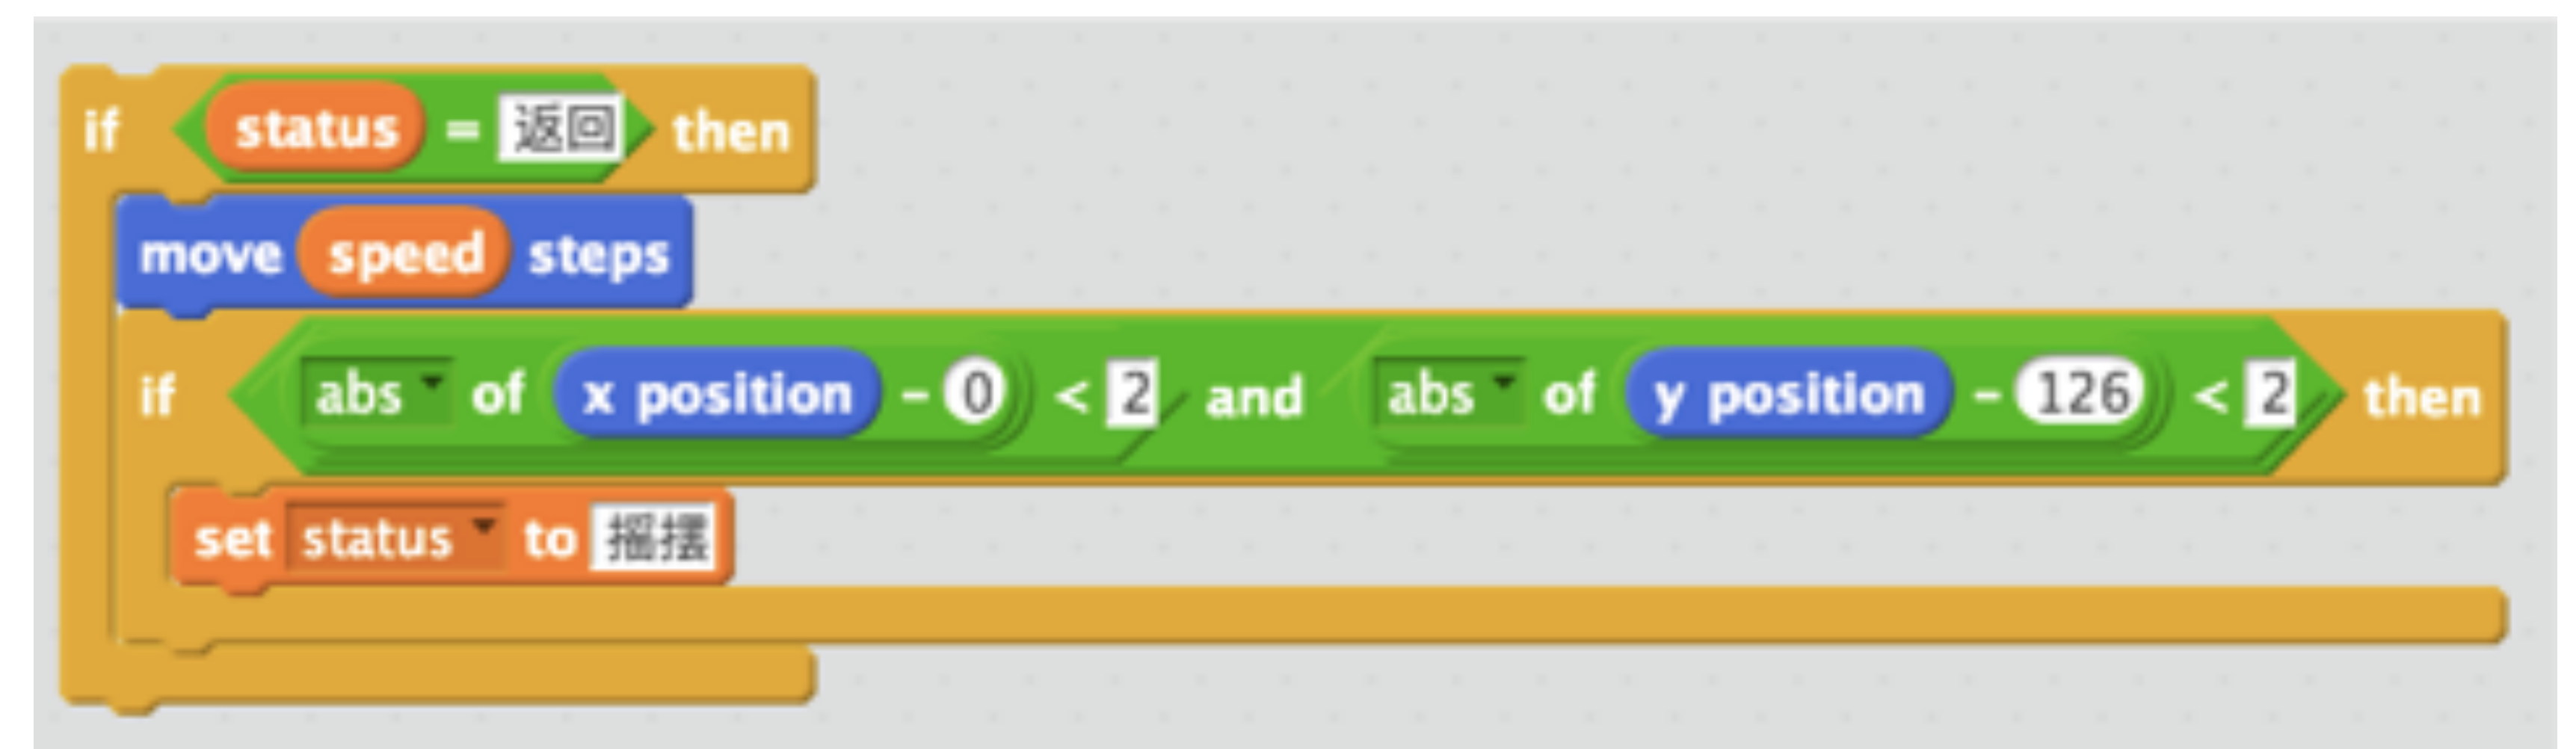 if status = 返回 then
move speed steps
if abs of x position - 0 < 2 and abs of y position - 126 < 2 then
set status to 摇摆